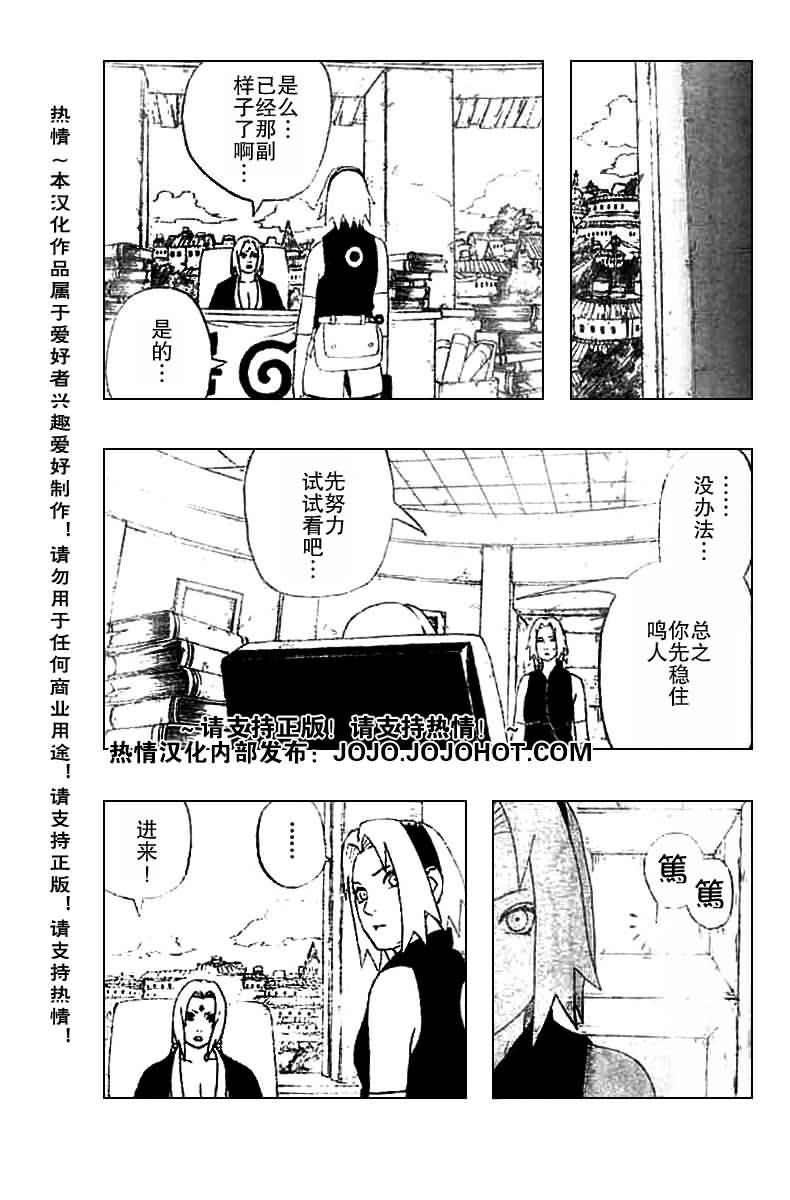 是么…
已经那副
样子了啊…
是的…
……
没办法…
总之
你先稳住
鸣人
先努力
试试看吧…
~请支持正版！请支持热情！~
热情汉化内部发布：JOJO.JOJOHOT.COM
篤
篤
……
进来！
热情~本汉化作品属于爱好者兴趣爱好制作！请勿用于任何商业用途！请支持正版！请支持热情！